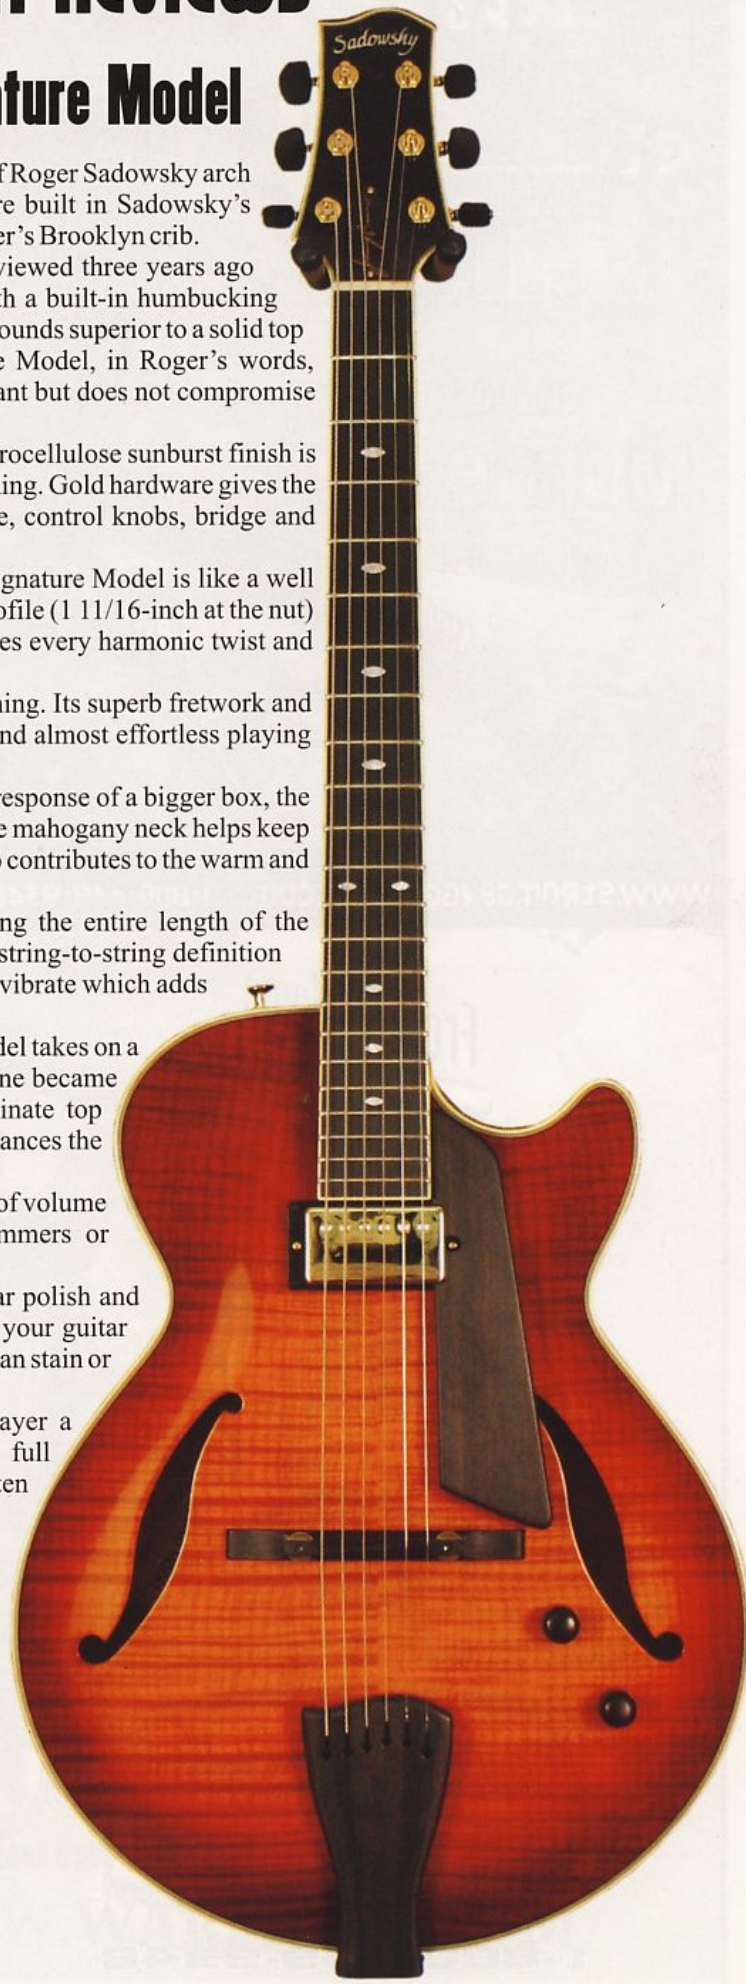 Reviews
ture Model
Sadowsky
f Roger Sadowsky arch
re built in Sadowsky's
er's Brooklyn crib.
viewed three years ago
th a built-in humbucking
ounds superior to a solid top
e Model, in Roger's words,
ant but does not compromise
rocellulose sunburst finish is
ing. Gold hardware gives the
e, control knobs, bridge and
gnature Model is like a well
ofile (1 11/16-inch at the nut)
es every harmonic twist and
ning. Its superb fretwork and
nd almost effortless playing
response of a bigger box, the
e mahogany neck helps keep
o contributes to the warm and
ng the entire length of the
string-to-string definition
vibrate which adds
del takes on a
ne became
inate top
ances the
of volume
mmers or
ar polish and
your guitar
an stain or
ayer a
full
ten